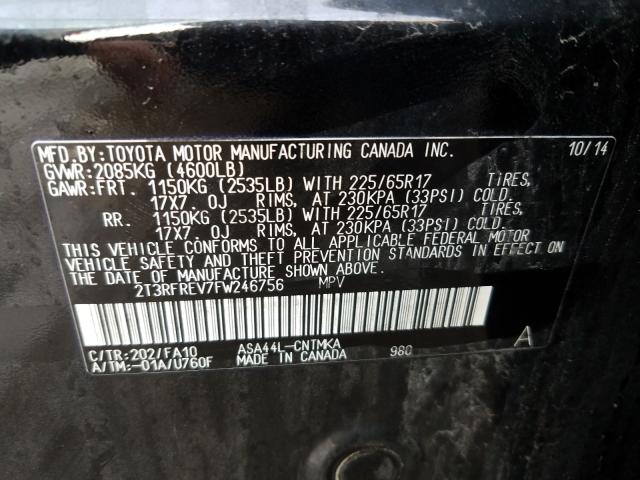 MFD.BY:TOYOTA MOTOR MANUFACTURING CANADA INC. 10/14
GVWR:2085KG (4600LB)
GAWR:FRT. 1150KG (2535LB) WITH 225/65R17 TIRES,
17X7. 0J RIMS, AT 230KPA (33PSI) COLD.
RR. 1150KG (2535LB) WITH 225/65R17 TIRES,
17X7. 0J RIMS, AT 230KPA (33PSI) COLD.
THIS VEHICLE CONFORMS TO ALL APPLICABLE FEDERAL MOTOR
VEHICLE SAFETY AND THEFT PREVENTION STANDARDS IN EFFECT ON
THE DATE OF MANUFACTURE SHOWN ABOVE.
2T3RFREV7FW246756 MPV
C/TR:202/FA10 ASA44L-CNTMKA 980 A
A/TM:-01A/U760F MADE IN CANADA